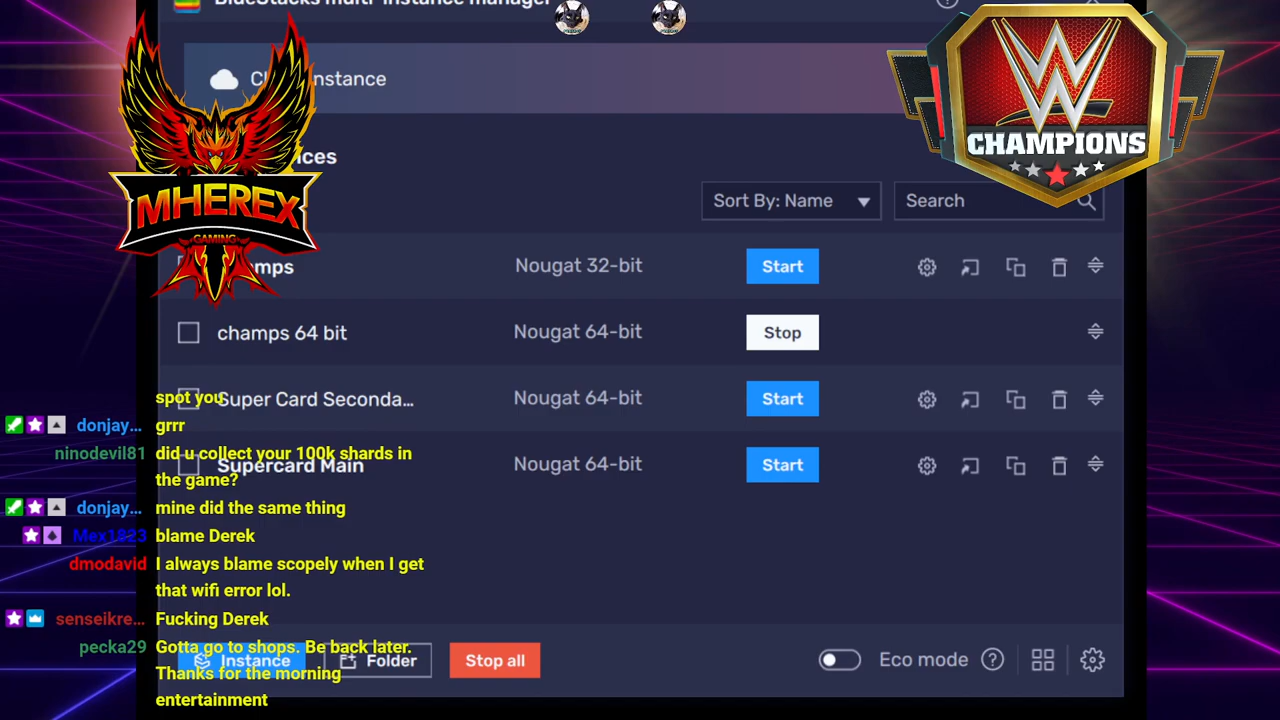 BlueStacks multi-instance manager
Instance
Sort By: Name
Search
Nougat 32-bit
Start
champs 64 bit
Nougat 64-bit
Stop
Super Card Seconda...
Nougat 64-bit
Start
Supercard Main
Nougat 64-bit
Start
Instance
Folder
Stop all
Eco mode
MHEREX
GAMING
W
CHAMPIONS
spot you
donjay...
grrr
ninodevil81
did u collect your 100k shards in
the game?
donjay...
mine did the same thing
Mex1823
blame Derek
dmodavid
I always blame scopely when I get
that wifi error lol.
senseikre...
Fucking Derek
pecka29
Gotta go to shops. Be back later.
Thanks for the morning
entertainment